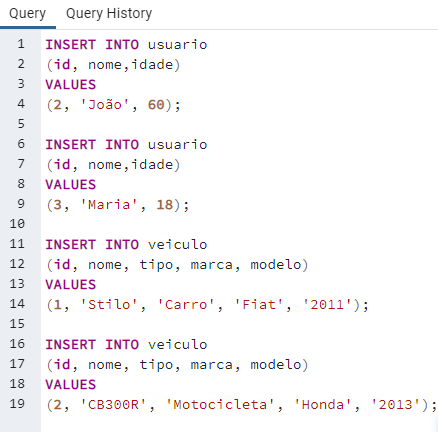 Query Query History
1 INSERT INTO usuario
2 (id, nome,idade)
3 VALUES
4 (2, 'João', 60);
5
6 INSERT INTO usuario
7 (id, nome,idade)
8 VALUES
9 (3, 'Maria', 18);
10
11 INSERT INTO veiculo
12 (id, nome, tipo, marca, modelo)
13 VALUES
14 (1, 'Stilo', 'Carro', 'Fiat', '2011');
15
16 INSERT INTO veiculo
17 (id, nome, tipo, marca, modelo)
18 VALUES
19 (2, 'CB300R', 'Motocicleta', 'Honda', '2013');